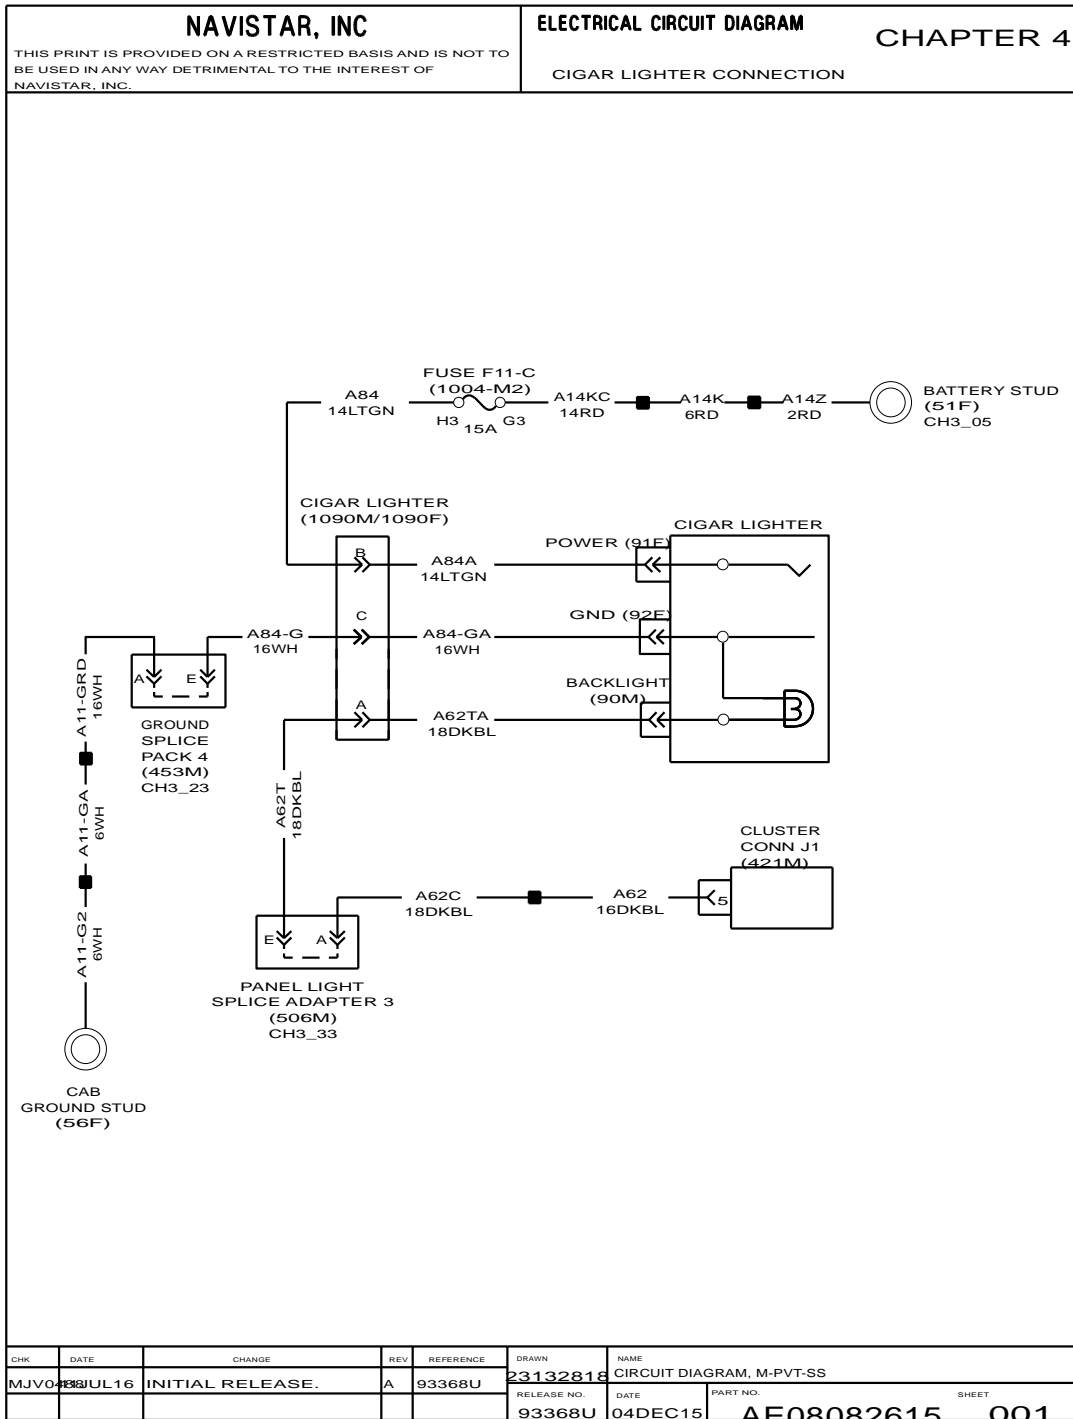 NAVISTAR, INC
THIS PRINT IS PROVIDED ON A RESTRICTED BASIS AND IS NOT TO
BE USED IN ANY WAY DETRIMENTAL TO THE INTEREST OF
NAVISTAR, INC.
ELECTRICAL CIRCUIT DIAGRAM
CHAPTER 4
CIGAR LIGHTER CONNECTION
FUSE F11-C
(1004-M2)
A84
14LTGN
H3
15A
G3
A14KC
14RD
A14K
6RD
A14Z
2RD
BATTERY STUD
(51F)
CH3_05
CIGAR LIGHTER
(1090M/1090F)
CIGAR LIGHTER
B
A84A
14LTGN
POWER (91F)
C
A84-G
16WH
A84-GA
16WH
GND (92F)
A
A62TA
18DKBL
BACKLIGHT
(90M)
A11-GRD
16WH
A
E
GROUND
SPLICE
PACK 4
(453M)
CH3_23
A11-GA
6WH
A62T
18DKBL
CLUSTER
CONN J1
(421M)
A62C
18DKBL
A62
16DKBL
5
A11-G2
6WH
E
A
PANEL LIGHT
SPLICE ADAPTER 3
(506M)
CH3_33
CAB
GROUND STUD
(56F)
CHK
DATE
CHANGE
REV
REFERENCE
DRAWN
NAME
INITIAL RELEASE.
A
93368U
23132818
CIRCUIT DIAGRAM, M-PVT-SS
RELEASE NO.
DATE
PART NO.
SHEET
93368U
04DEC15
AE08082615
001